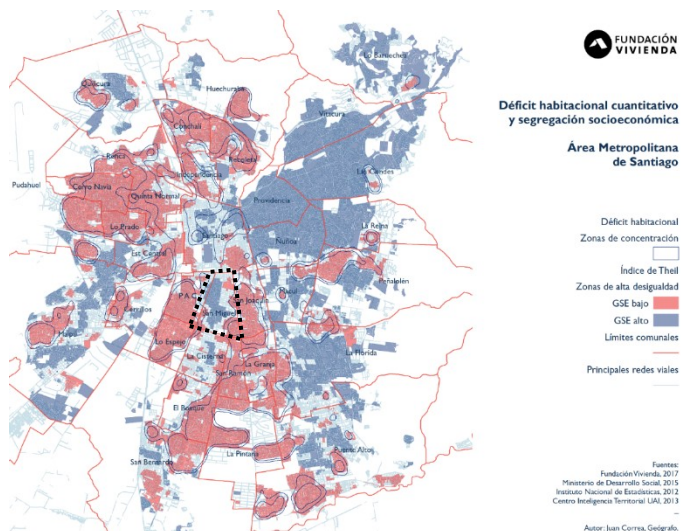 FUNDACIÓN
VIVIENDA
Déficit habitacional cuantitativo
y segregación socioeconómica
Área Metropolitana
de Santiago
Déficit habitacional
Zonas de concentración
Índice de Theil
Zonas de alta desigualdad
GSE bajo
GSE alto
Límites comunales
Principales redes viales
Fuentes:
Fundación Vivienda, 2017
Ministerio de Desarrollo Social, 2015
Instituto Nacional de Estadísticas, 2012
Centro Inteligencia Territorial UAI, 2013
Autor: Juan Correa, Geógrafo.
Lo Barnechea
Quilicura
Huechuraba
Vitacura
Conchalí
Renca
Recoleta
Independencia
Las Condes
Pudahuel
Cerro Navia
Quinta Normal
Providencia
Lo Prado
Santiago
La Reina
Ñuñoa
Est. Central
Peñalolén
Macul
P.A.C.
San Miguel
San Joaquín
Cerrillos
Maipú
Lo Espejo
La Cisterna
La Florida
La Granja
San Ramón
El Bosque
La Pintana
Puente Alto
San Bernardo